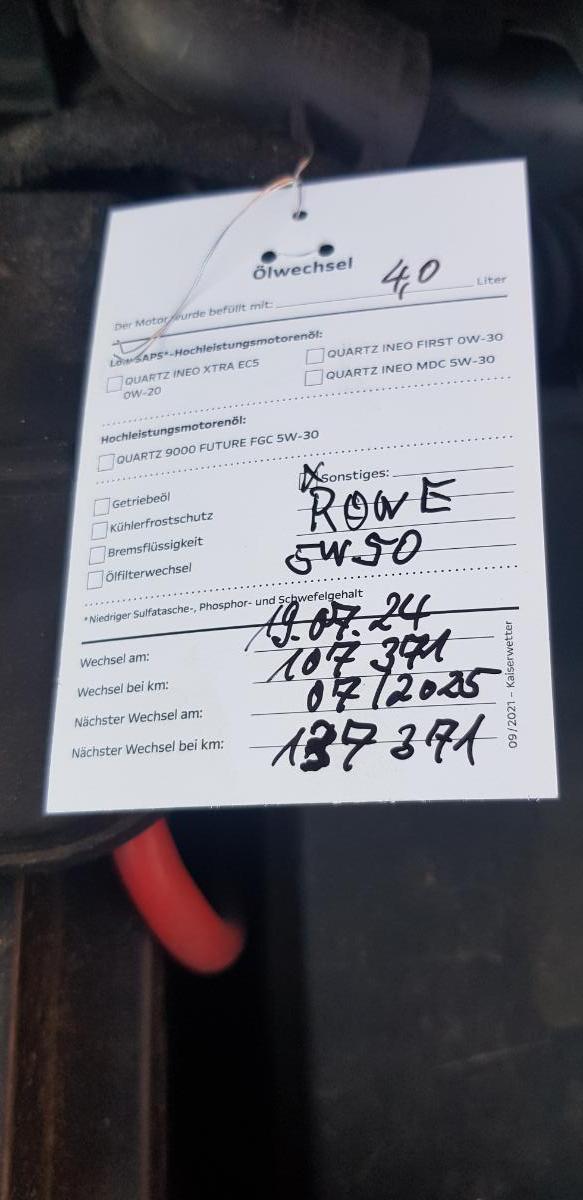 Ölwechsel
Der Motor wurde befüllt mit: 4,0 Liter
Low-SAPS*-Hochleistungsmotorenöl:
QUARTZ INEO XTRA EC5 0W-20
QUARTZ INEO FIRST 0W-30
QUARTZ INEO MDC 5W-30
Hochleistungsmotorenöl:
QUARTZ 9000 FUTURE FGC 5W-30
Getriebeöl
Kühlerfrostschutz
Bremsflüssigkeit
Ölfilterwechsel
X Sonstiges:
ROWE
5W50
*Niedriger Sulfatasche-, Phosphor- und Schwefelgehalt
Wechsel am: 19.07.24
Wechsel bei km: 107 371
Nächster Wechsel am: 07/2025
Nächster Wechsel bei km: 137 371
09/2021 – Kaiserwetter